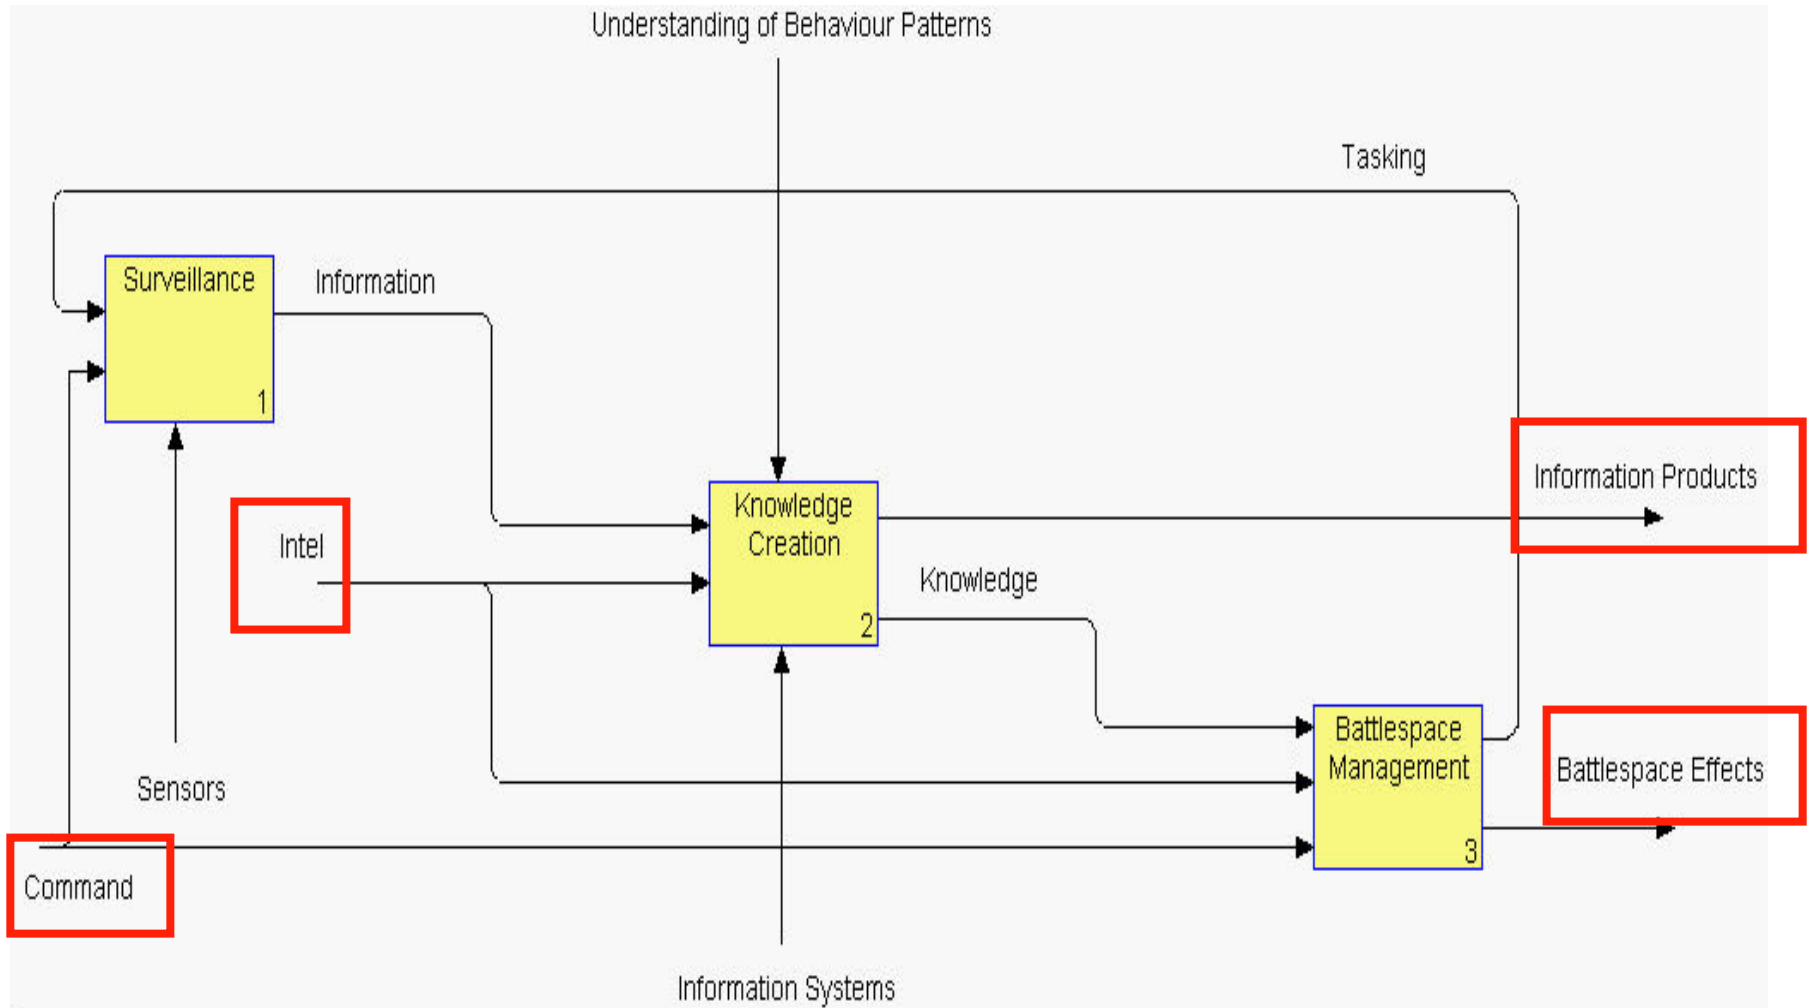 Understanding of Behaviour Patterns
Tasking
Surveillance
1
Information
Information Products
Knowledge
Creation
2
Intel
Knowledge
Battlespace
Management
3
Battlespace Effects
Sensors
Command
Information Systems